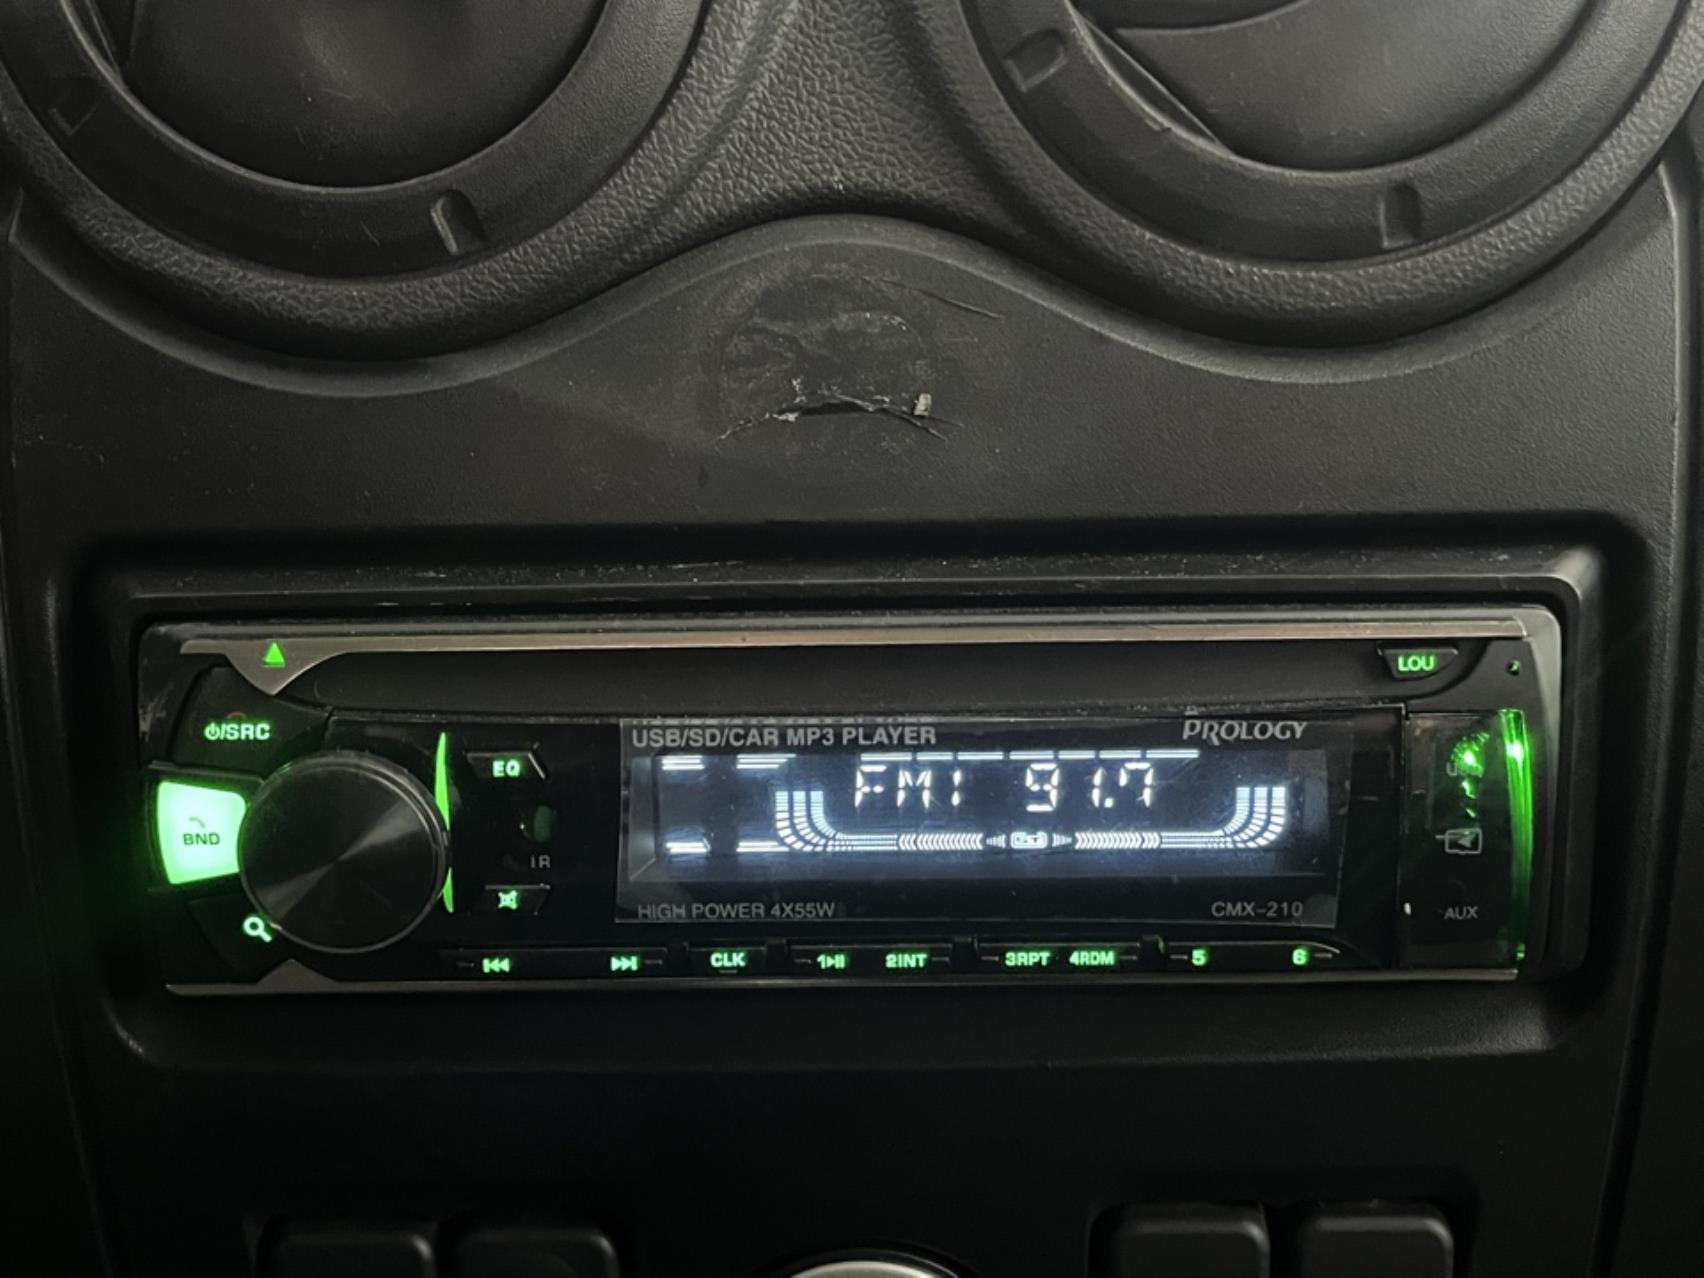 LOU
⏻/SRC
USB/SD/CAR MP3 PLAYER
PROLOGY
EQ
FM1 91.7
BND
IR
HIGH POWER 4X55W
CMX-210
AUX
CLK
1
2INT
3RPT
4RDM
5
6